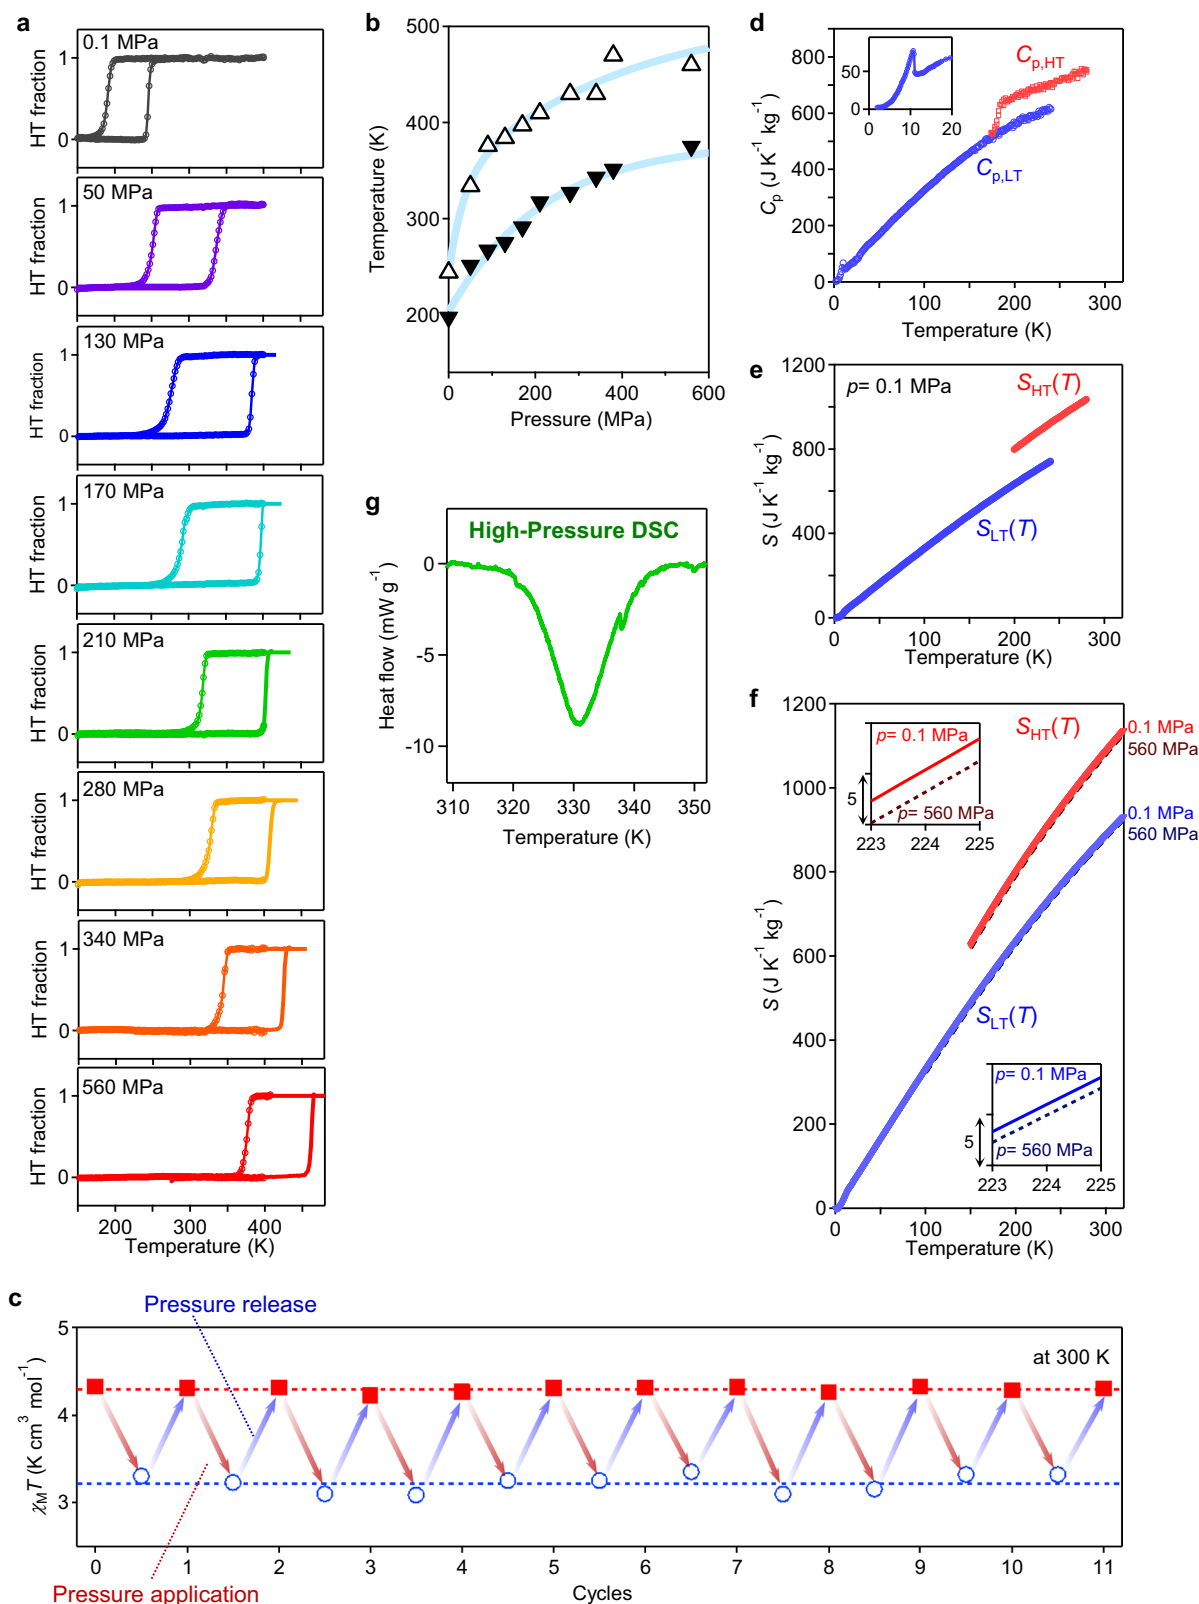 a
0.1 MPa
HT fraction
1
0
50 MPa
HT fraction
1
0
130 MPa
HT fraction
1
0
170 MPa
HT fraction
1
0
210 MPa
HT fraction
1
0
280 MPa
HT fraction
1
0
340 MPa
HT fraction
1
0
560 MPa
HT fraction
1
0
200 300 400
Temperature (K)
b
500
400
300
200
Temperature (K)
0 200 400 600
Pressure (MPa)
g
High-Pressure DSC
0
-5
-10
Heat flow (mW g⁻¹)
310 320 330 340 350
Temperature (K)
d
800
600
400
200
0
Cp (J K⁻¹ kg⁻¹)
50
0
0 10 20
Cp,HT
Cp,LT
0 100 200 300
Temperature (K)
e
p= 0.1 MPa
SHT(T)
SLT(T)
1200
800
400
0
S (J K⁻¹ kg⁻¹)
0 100 200 300
Temperature (K)
f
1200
1000
800
600
400
200
0
S (J K⁻¹ kg⁻¹)
p= 0.1 MPa
p= 560 MPa
5
223 224 225
SHT(T)
0.1 MPa
560 MPa
0.1 MPa
560 MPa
SLT(T)
p= 0.1 MPa
p= 560 MPa
5
223 224 225
0 100 200 300
Temperature (K)
c
Pressure release
at 300 K
5
4
3
χMT (K cm³ mol⁻¹)
0 1 2 3 4 5 6 7 8 9 10 11
Pressure application
Cycles